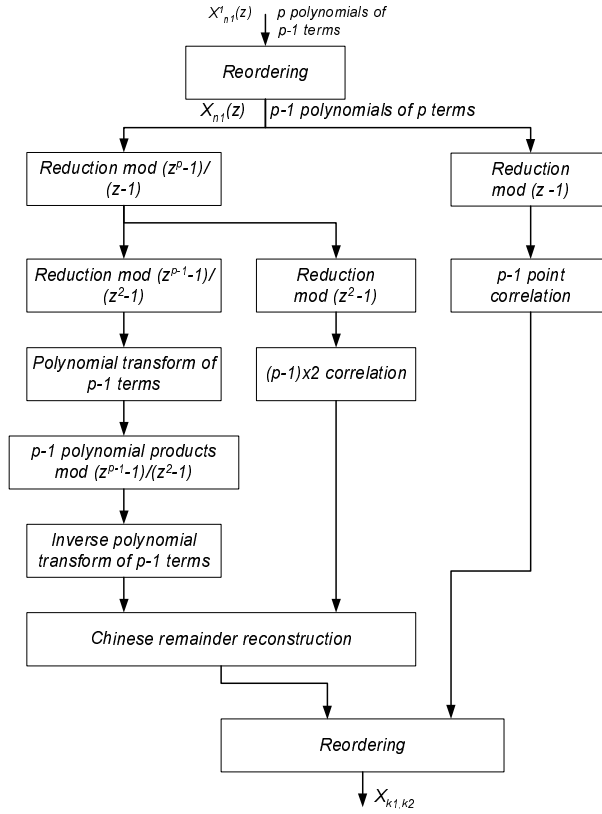 X¹ₙ₁(z) p polynomials of
p-1 terms
Reordering
Xₙ₁(z) p-1 polynomials of p terms
Reduction mod (zᵖ-1)/
(z-1)
Reduction
mod (z -1)
Reduction mod (zᵖ⁻¹-1)/
(z²-1)
Reduction
mod (z²-1)
p-1 point
correlation
Polynomial transform of
p-1 terms
(p-1)x2 correlation
p-1 polynomial products
mod (zᵖ⁻¹-1)/(z²-1)
Inverse polynomial
transform of p-1 terms
Chinese remainder reconstruction
Reordering
Xₖ₁,ₖ₂